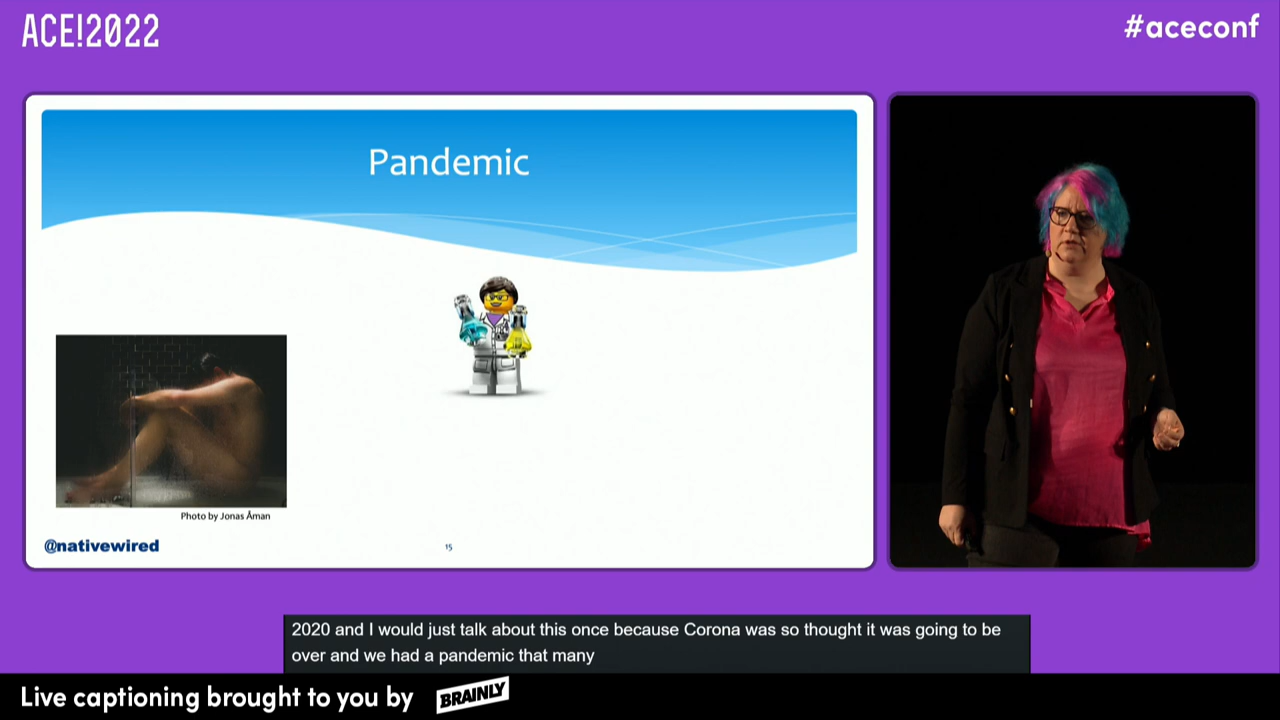 ACE!2022
#aceconf
Pandemic
Photo by Jonas Åman
@nativewired
15
2020 and I would just talk about this once because Corona was so thought it was going to be
over and we had a pandemic that many
Live captioning brought to you by BRAINLY